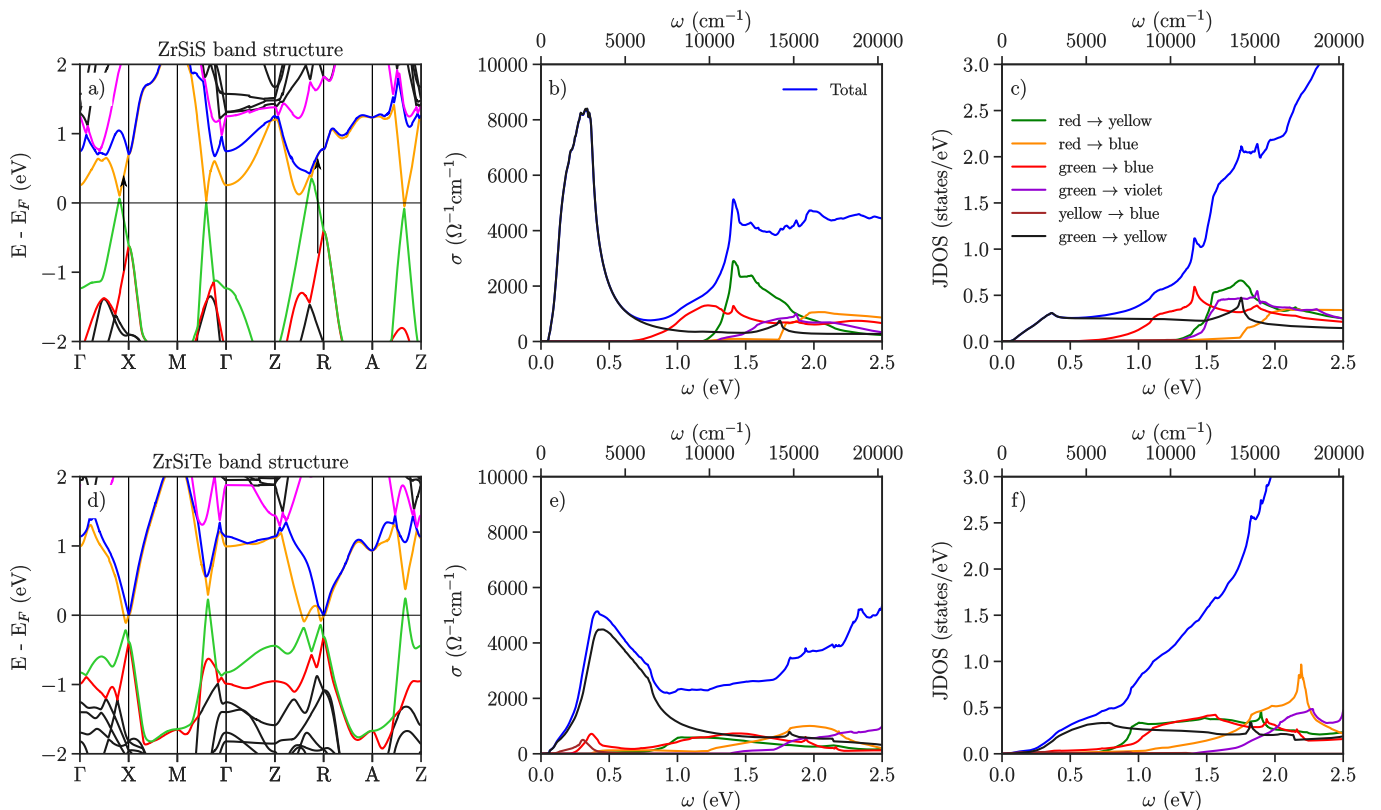 ω (cm⁻¹)
ω (cm⁻¹)
0 5000 10000 15000 20000
0 5000 10000 15000 20000
ZrSiS band structure
a)
2
1
0
−1
−2
E - E_F (eV)
Γ X M Γ Z R A Z
b)
Total
10000
8000
6000
4000
2000
0
σ (Ω⁻¹cm⁻¹)
0.0 0.5 1.0 1.5 2.0 2.5
ω (eV)
c)
red → yellow
red → blue
green → blue
green → violet
yellow → blue
green → yellow
3.0
2.5
2.0
1.5
1.0
0.5
0.0
JDOS (states/eV)
0.0 0.5 1.0 1.5 2.0 2.5
ω (eV)
ω (cm⁻¹)
ω (cm⁻¹)
0 5000 10000 15000 20000
0 5000 10000 15000 20000
ZrSiTe band structure
d)
2
1
0
−1
−2
E - E_F (eV)
Γ X M Γ Z R A Z
e)
10000
8000
6000
4000
2000
0
σ (Ω⁻¹cm⁻¹)
0.0 0.5 1.0 1.5 2.0 2.5
ω (eV)
f)
3.0
2.5
2.0
1.5
1.0
0.5
0.0
JDOS (states/eV)
0.0 0.5 1.0 1.5 2.0 2.5
ω (eV)